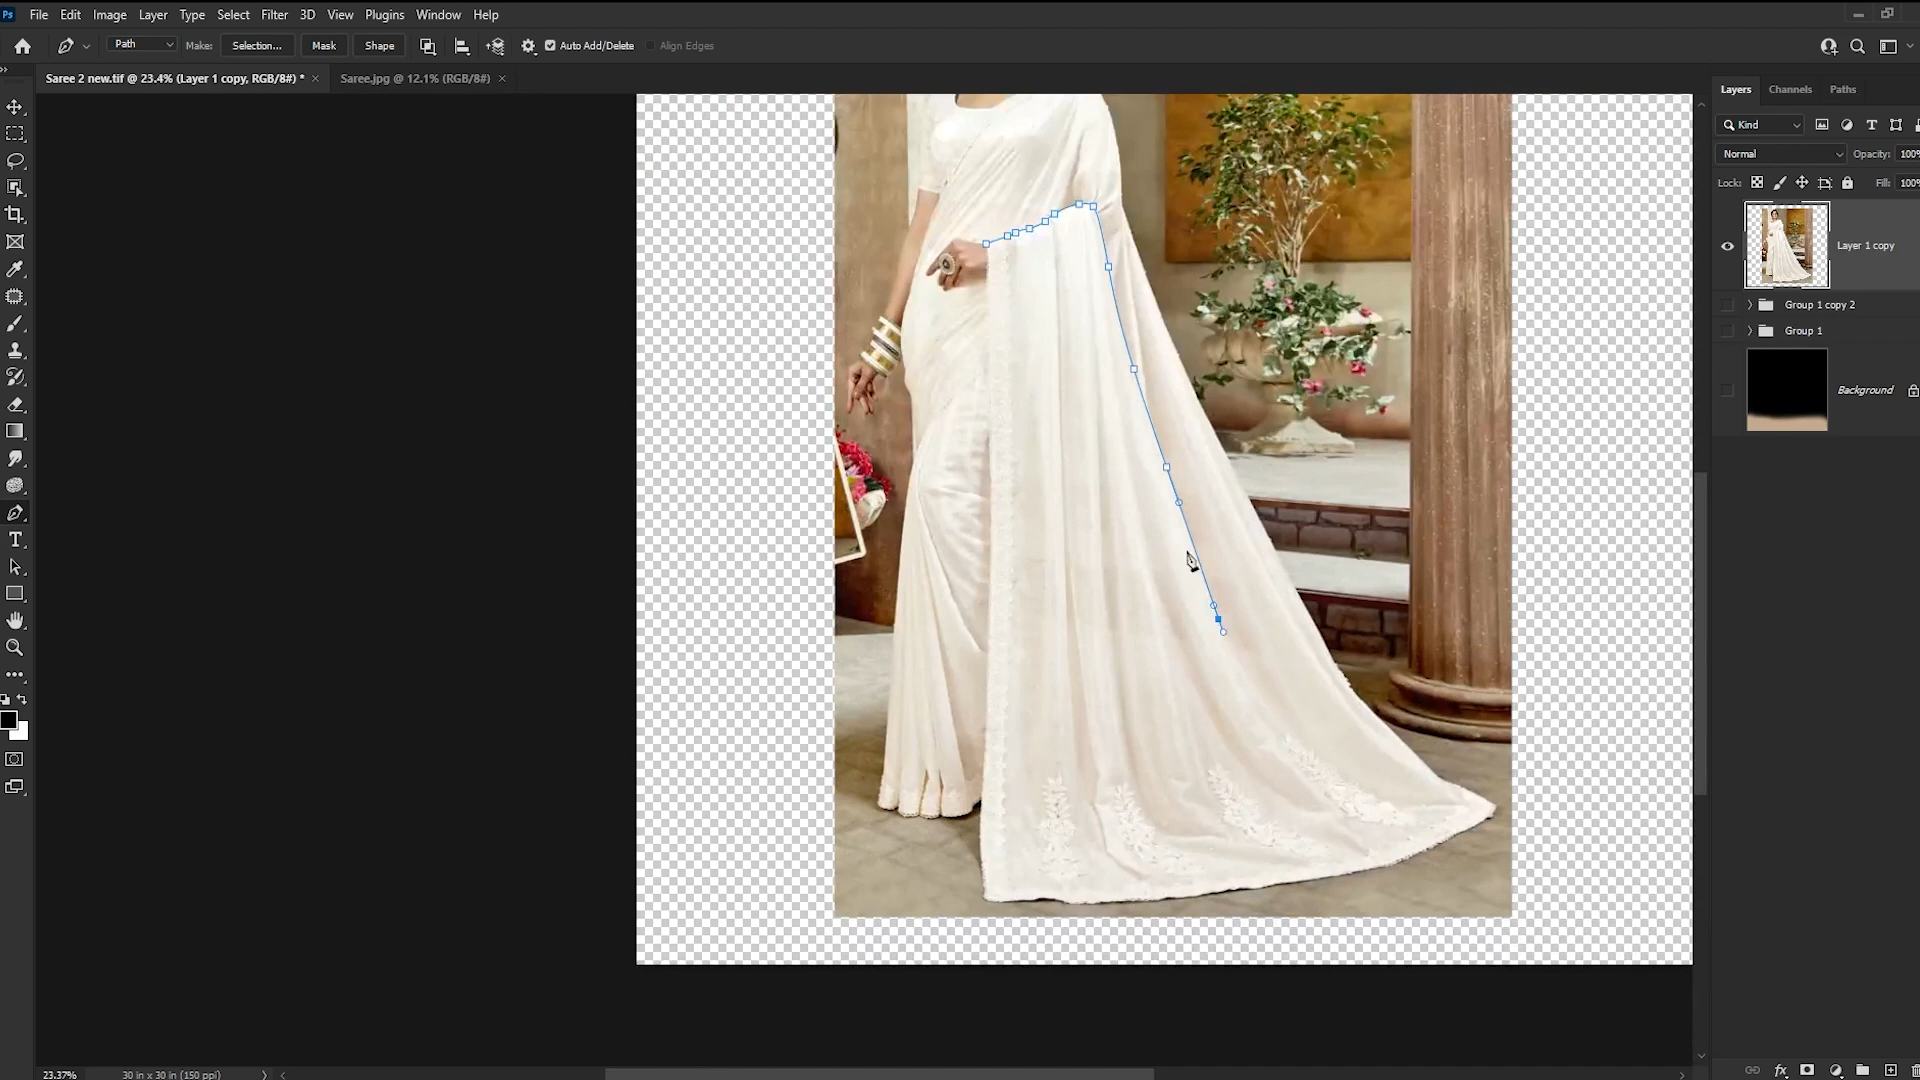 Ps File Edit Image Layer Type Select Filter 3D View Plugins Window Help
Path Make: Selection... Mask Shape Auto Add/Delete Align Edges
Saree 2 new.tif @ 23.4% (Layer 1 copy, RGB/8#) * × Saree.jpg @ 12.1% (RGB/8#) ×
Layers Channels Paths
Kind
Normal Opacity: 100%
Lock: Fill: 100%
Layer 1 copy
Group 1 copy 2
Group 1
Background
23.37% 30 in x 30 in (150 ppi)